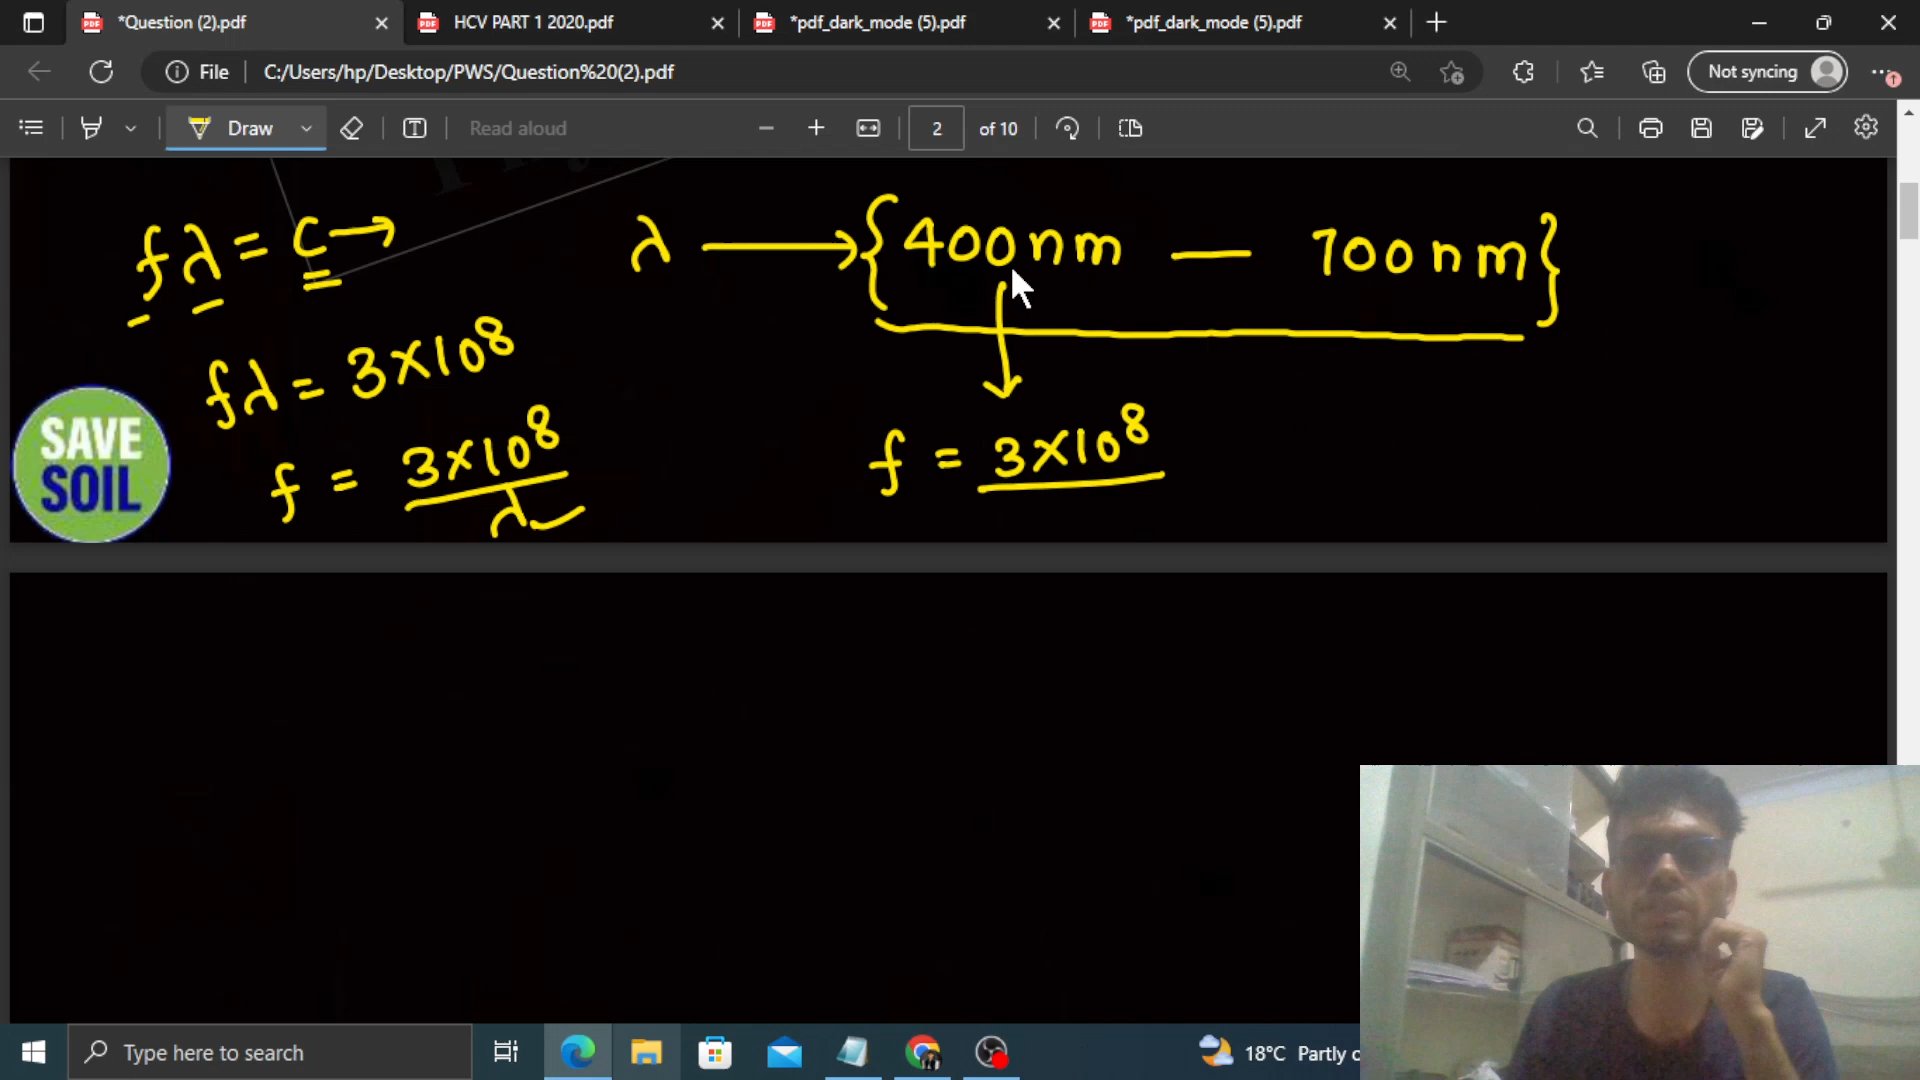 *Question (2).pdf
HCV PART 1 2020.pdf
*pdf_dark_mode (5).pdf
*pdf_dark_mode (5).pdf
File
C:/Users/hp/Desktop/PWS/Question%20(2).pdf
Not syncing
Draw
Read aloud
2 of 10
fλ = c →
λ → {400nm — 700nm}
fλ = 3×10⁸
f = 3×10⁸/λ
f = 3×10⁸
SAVE
SOIL
Type here to search
18°C Partly c